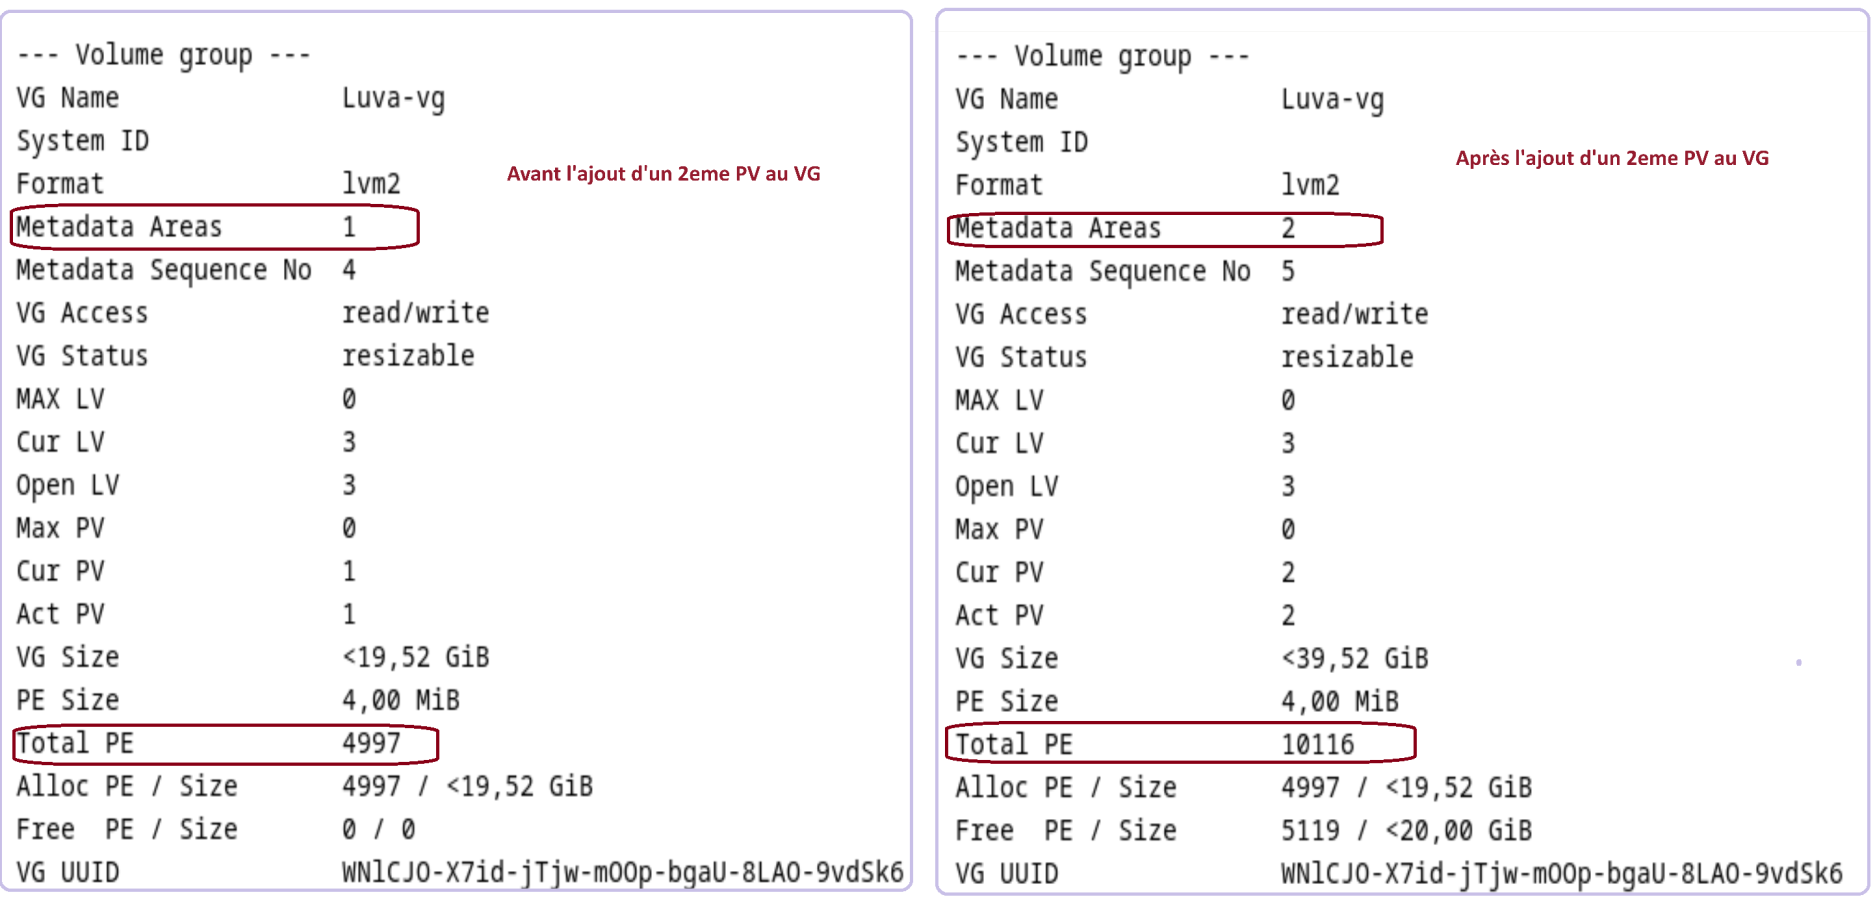 --- Volume group ---
VG Name Luva-vg
System ID
Format lvm2
Avant l'ajout d'un 2eme PV au VG
Metadata Areas 1
Metadata Sequence No 4
VG Access read/write
VG Status resizable
MAX LV 0
Cur LV 3
Open LV 3
Max PV 0
Cur PV 1
Act PV 1
VG Size <19,52 GiB
PE Size 4,00 MiB
Total PE 4997
Alloc PE / Size 4997 / <19,52 GiB
Free PE / Size 0 / 0
VG UUID WNlCJO-X7id-jTjw-mOOp-bgaU-8LAO-9vdSk6
--- Volume group ---
VG Name Luva-vg
System ID
Après l'ajout d'un 2eme PV au VG
Format lvm2
Metadata Areas 2
Metadata Sequence No 5
VG Access read/write
VG Status resizable
MAX LV 0
Cur LV 3
Open LV 3
Max PV 0
Cur PV 2
Act PV 2
VG Size <39,52 GiB
PE Size 4,00 MiB
Total PE 10116
Alloc PE / Size 4997 / <19,52 GiB
Free PE / Size 5119 / <20,00 GiB
VG UUID WNlCJO-X7id-jTjw-mOOp-bgaU-8LAO-9vdSk6